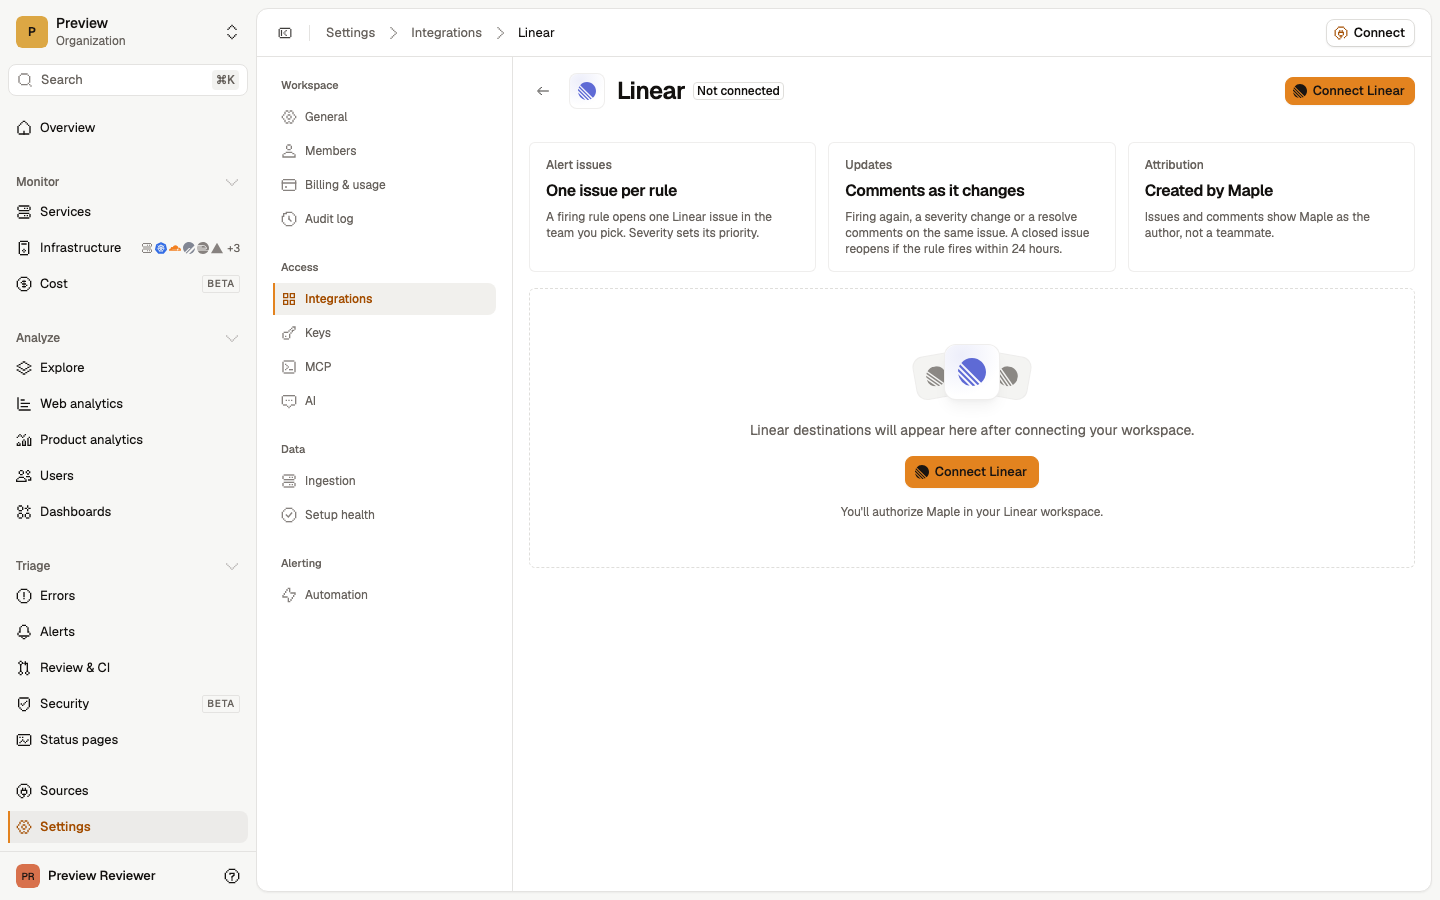 P
Preview
Organization
Search
⌘K
Overview
Monitor
Services
Infrastructure
+3
Cost
BETA
Analyze
Explore
Web analytics
Product analytics
Users
Dashboards
Triage
Errors
Alerts
Review & CI
Security
BETA
Status pages
Sources
Settings
PR
Preview Reviewer
Settings
Integrations
Linear
Connect
Workspace
General
Members
Billing & usage
Audit log
Access
Integrations
Keys
MCP
AI
Data
Ingestion
Setup health
Alerting
Automation
Linear
Not connected
Connect Linear
Alert issues
One issue per rule
A firing rule opens one Linear issue in the
team you pick. Severity sets its priority.
Updates
Comments as it changes
Firing again, a severity change or a resolve
comments on the same issue. A closed issue
reopens if the rule fires within 24 hours.
Attribution
Created by Maple
Issues and comments show Maple as the
author, not a teammate.
Linear destinations will appear here after connecting your workspace.
Connect Linear
You'll authorize Maple in your Linear workspace.